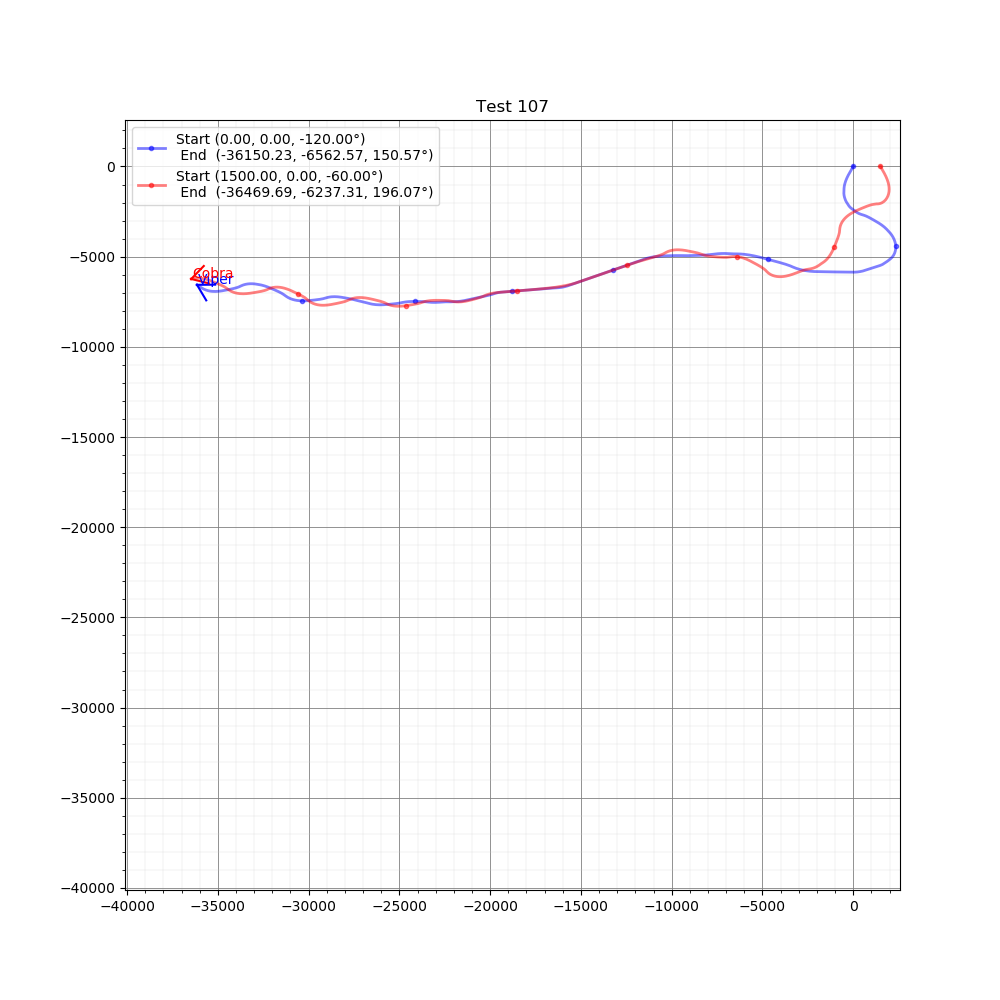 Test 107
Start (0.00, 0.00, -120.00°)
End  (-36150.23, -6562.57, 150.57°)
Start (1500.00, 0.00, -60.00°)
End  (-36469.69, -6237.31, 196.07°)
0
−5000
−10000
−15000
−20000
−25000
−30000
−35000
−40000
Cobra
Viper
−40000 −35000 −30000 −25000 −20000 −15000 −10000 −5000 0